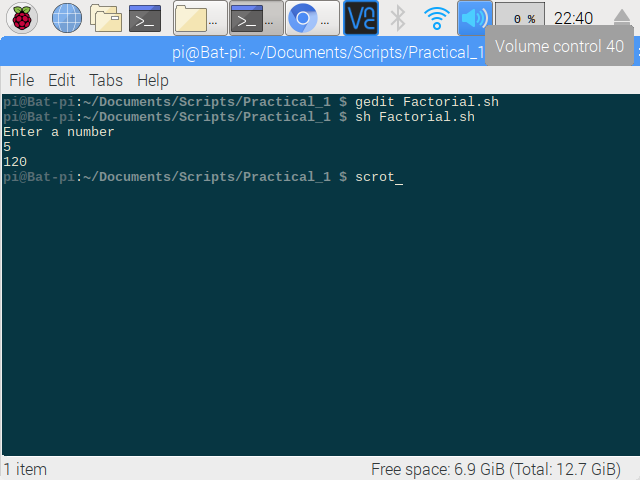 ... ... ... 0 % 22:40
pi@Bat-pi: ~/Documents/Scripts/Practical_1
Volume control 40
File Edit Tabs Help
pi@Bat-pi:~/Documents/Scripts/Practical_1 $ gedit Factorial.sh
pi@Bat-pi:~/Documents/Scripts/Practical_1 $ sh Factorial.sh
Enter a number
5
120
pi@Bat-pi:~/Documents/Scripts/Practical_1 $ scrot_
1 item Free space: 6.9 GiB (Total: 12.7 GiB)